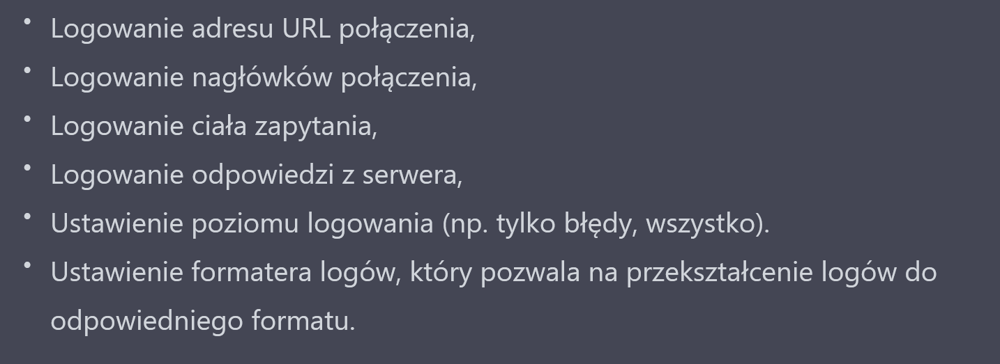 • Logowanie adresu URL połączenia,
• Logowanie nagłówków połączenia,
• Logowanie ciała zapytania,
• Logowanie odpowiedzi z serwera,
• Ustawienie poziomu logowania (np. tylko błędy, wszystko).
• Ustawienie formatera logów, który pozwala na przekształcenie logów do
odpowiedniego formatu.